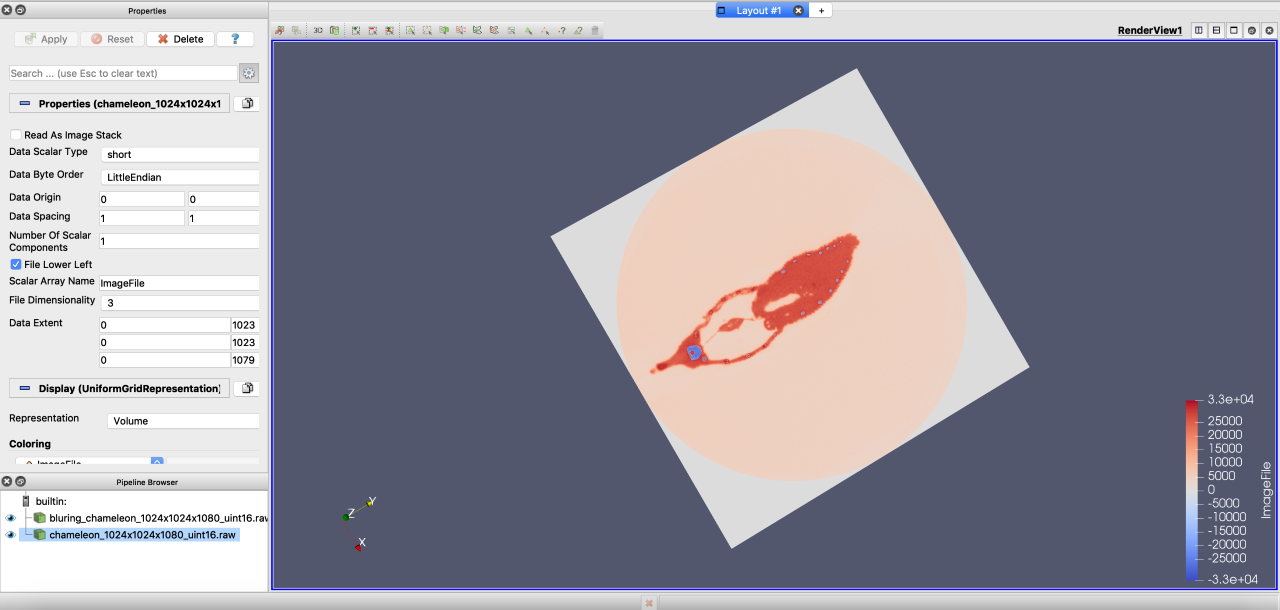 Properties
Layout #1
+
Apply
Reset
Delete
?
3D
RenderView1
Search ... (use Esc to clear text)
Properties (chameleon_1024x1024x1
Read As Image Stack
Data Scalar Type
short
Data Byte Order
LittleEndian
Data Origin
0
0
Data Spacing
1
1
Number Of Scalar
Components
1
File Lower Left
Scalar Array Name
ImageFile
File Dimensionality
3
Data Extent
0
1023
0
1023
0
1079
Display (UniformGridRepresentation)
Representation
Volume
Coloring
ImageFile
Pipeline Browser
builtin:
bluring_chameleon_1024x1024x1080_uint16.raw
chameleon_1024x1024x1080_uint16.raw
Y
Z
X
3.3e+04
25000
20000
15000
10000
5000
0
-5000
-10000
-15000
-20000
-25000
-3.3e+04
ImageFile